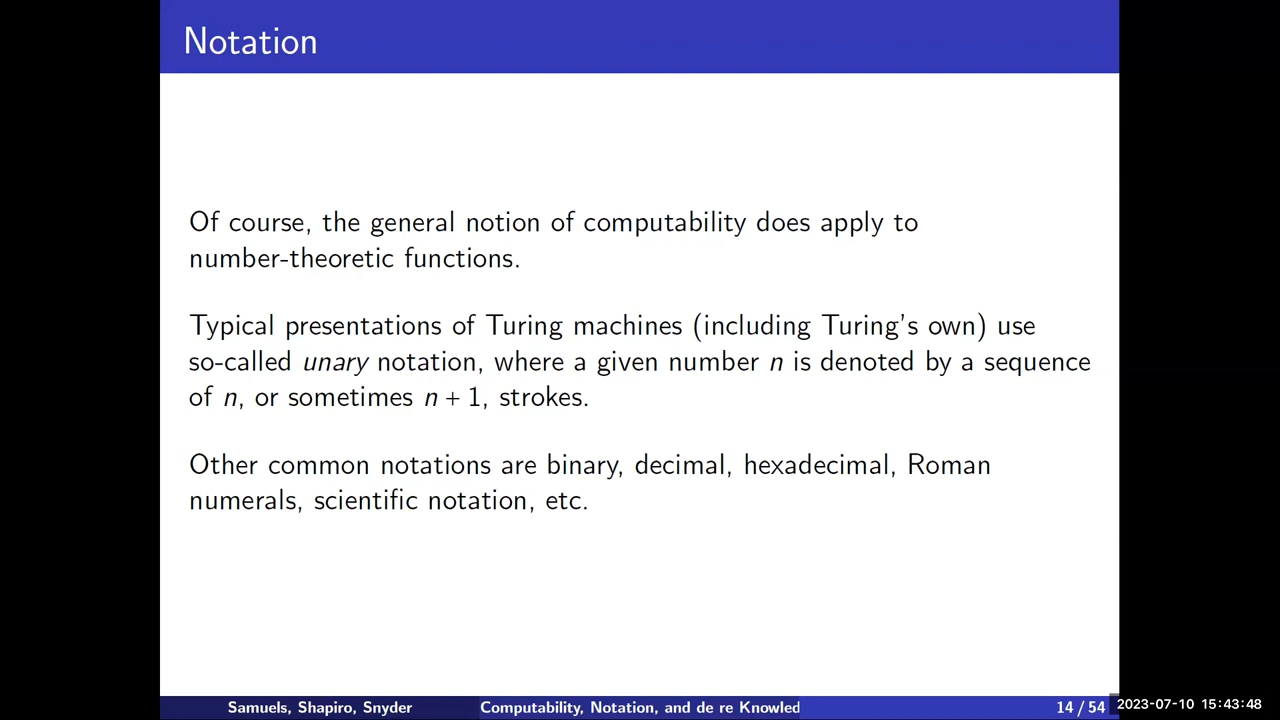 Notation
Of course, the general notion of computability does apply to
number-theoretic functions.
Typical presentations of Turing machines (including Turing's own) use
so-called unary notation, where a given number n is denoted by a sequence
of n, or sometimes n + 1, strokes.
Other common notations are binary, decimal, hexadecimal, Roman
numerals, scientific notation, etc.
Samuels, Shapiro, Snyder Computability, Notation, and de re Knowled 14 / 54 2023-07-10 15:43:48